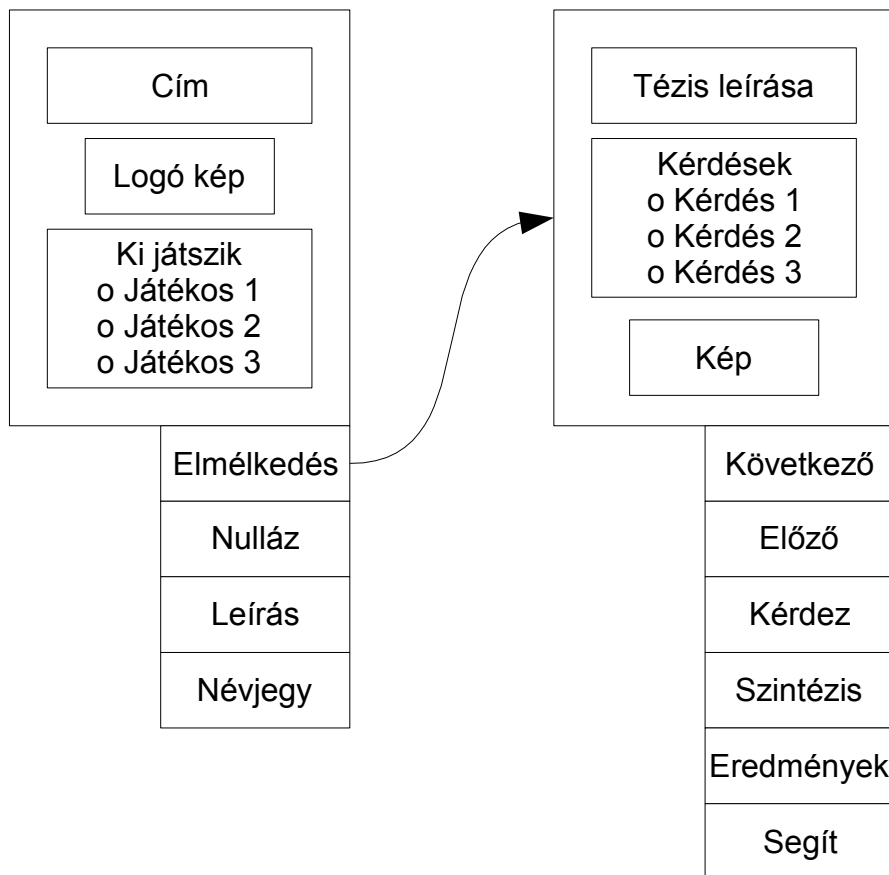 Cím
Logó kép
Ki játszik
o Játékos 1
o Játékos 2
o Játékos 3
Elmélkedés
Nulláz
Leírás
Névjegy
Tézis leírása
Kérdések
o Kérdés 1
o Kérdés 2
o Kérdés 3
Kép
Következő
Előző
Kérdez
Szintézis
Eredmények
Segít